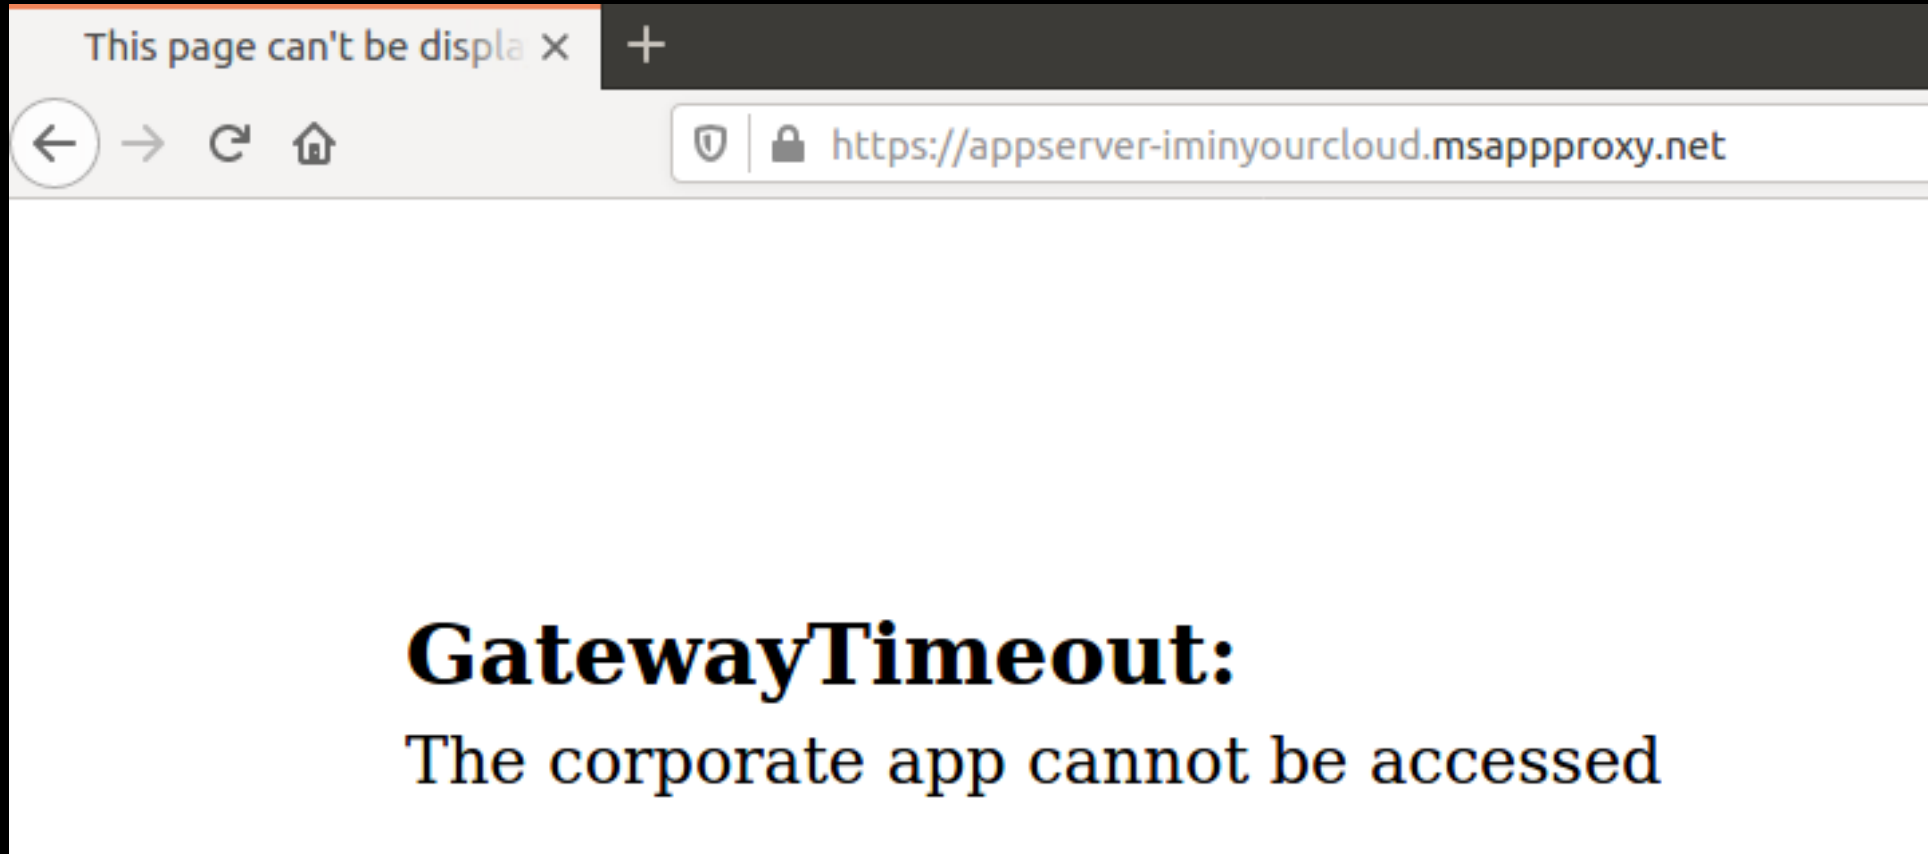 This page can't be displa
https://appserver-iminyourcloud.msappproxy.net
GatewayTimeout:
The corporate app cannot be accessed